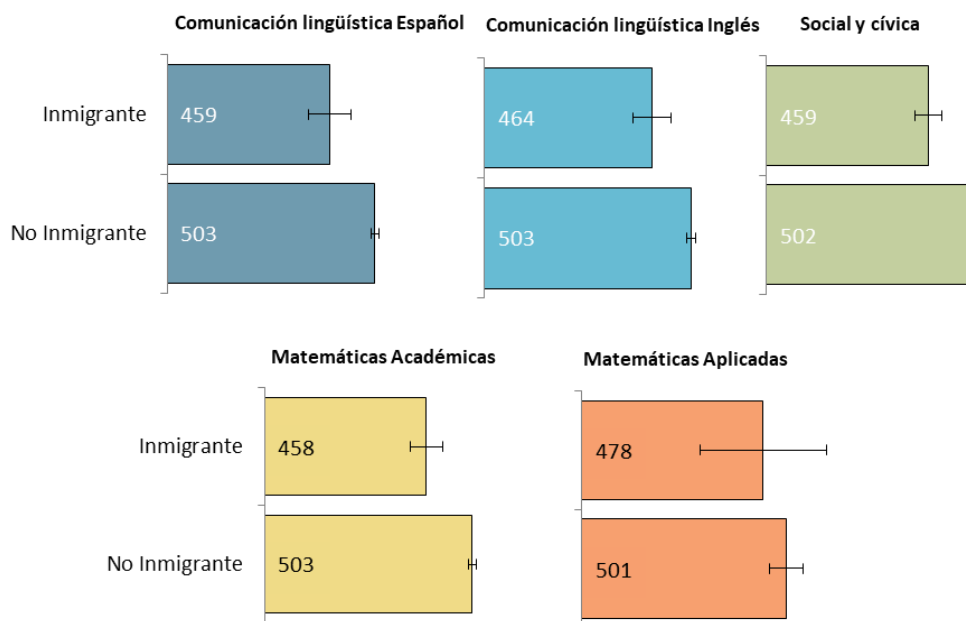 Comunicación lingüística Español
Comunicación lingüística Inglés
Social y cívica
Inmigrante
459
464
459
No Inmigrante
503
503
502
Matemáticas Académicas
Matemáticas Aplicadas
Inmigrante
458
478
No Inmigrante
503
501